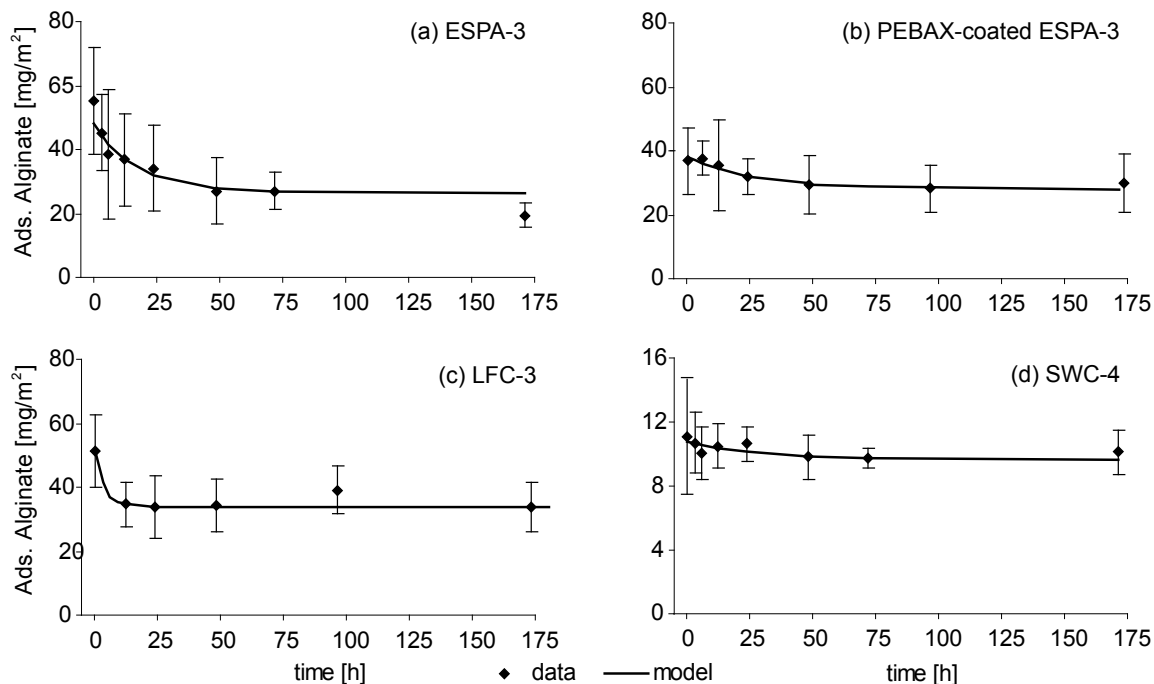 (a) ESPA-3
Ads. Alginate [mg/m²]
80
65
40
20
0
0 25 50 75 100 125 150 175
(b) PEBAX-coated ESPA-3
80
60
40
20
0
0 25 50 75 100 125 150 175
(c) LFC-3
Ads. Alginate [mg/m²]
80
60
40
20
0
0 25 50 75 100 125 150 175
time [h]
(d) SWC-4
16
12
8
4
0
0 25 50 75 100 125 150 175
time [h]
data model